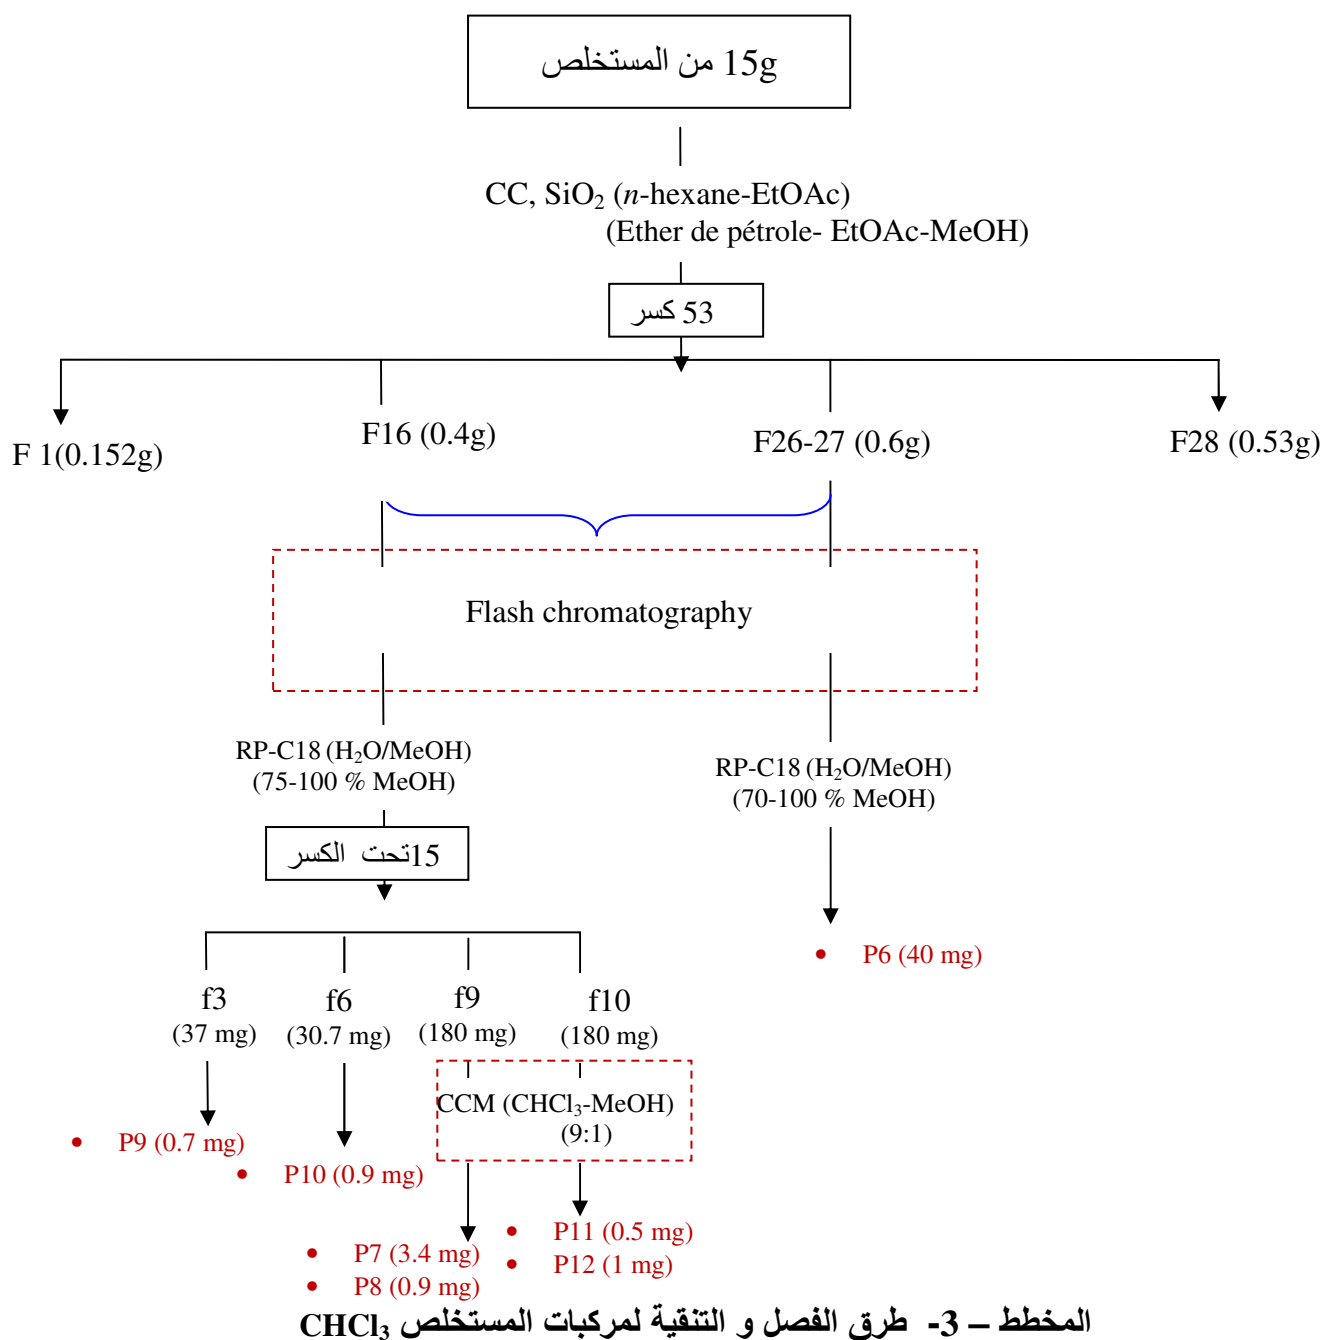 15g من المستخلص
CC, SiO₂ (n-hexane-EtOAc)
(Ether de pétrole- EtOAc-MeOH)
53 كسر
F 1(0.152g)
F16 (0.4g)
F26-27 (0.6g)
F28 (0.53g)
Flash chromatography
RP-C18 (H₂O/MeOH)
(75-100 % MeOH)
RP-C18 (H₂O/MeOH)
(70-100 % MeOH)
15تحت الكسر
• P6 (40 mg)
f3
(37 mg)
f6
(30.7 mg)
f9
(180 mg)
f10
(180 mg)
CCM (CHCl₃-MeOH)
(9:1)
• P9 (0.7 mg)
• P10 (0.9 mg)
• P11 (0.5 mg)
• P12 (1 mg)
• P7 (3.4 mg)
• P8 (0.9 mg)
المخطط – 3- طرق الفصل و التنقية لمركبات المستخلص CHCl₃